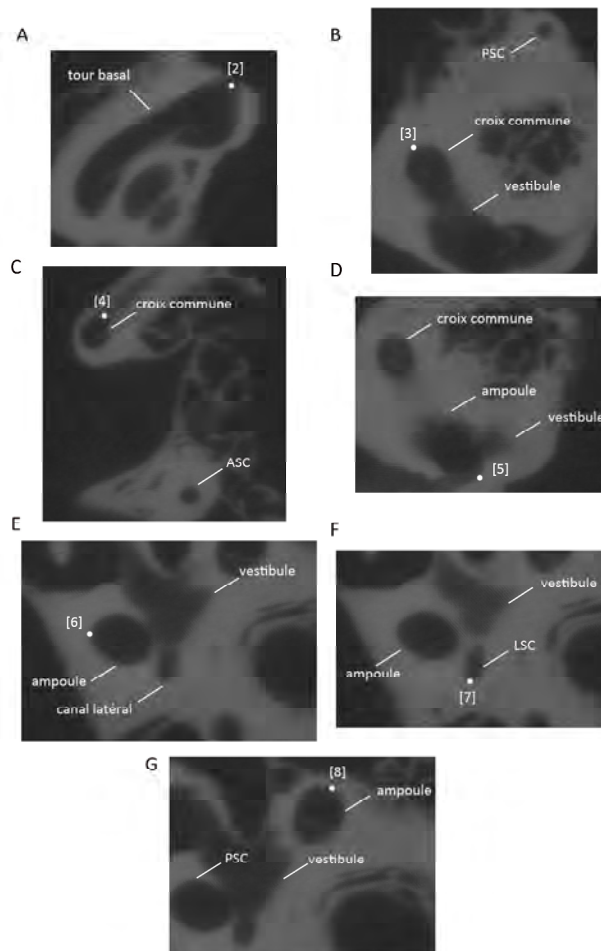 A
[2]
tour basal
B
PSC
[3]
croix commune
vestibule
C
[4]
croix commune
ASC
D
croix commune
ampoule
vestibule
[5]
E
vestibule
[6]
ampoule
canal latéral
F
vestibule
LSC
ampoule
[7]
G
[8]
ampoule
PSC
vestibule